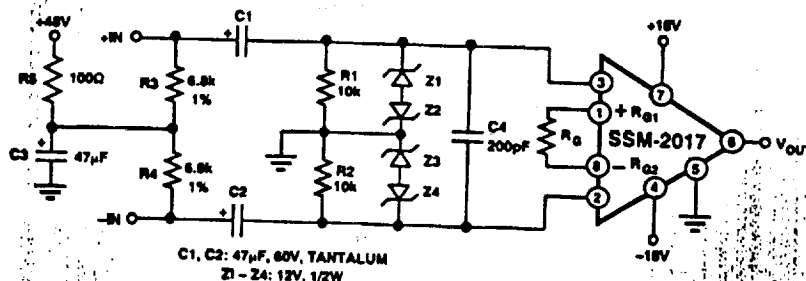 +48V
R5
100Ω
C3
47μF
+IN
R3
6.8k
1%
R4
6.8k
1%
-IN
C1
C2
R1
10k
R2
10k
Z1
Z2
Z3
Z4
C4
200pF
RG
3
1
+ RG1
8
- RG2
2
SSM-2017
+18V
7
6
VOUT
5
4
-18V
C1, C2: 47μF, 60V, TANTALUM
Z1 – Z4: 12V, 1/2W